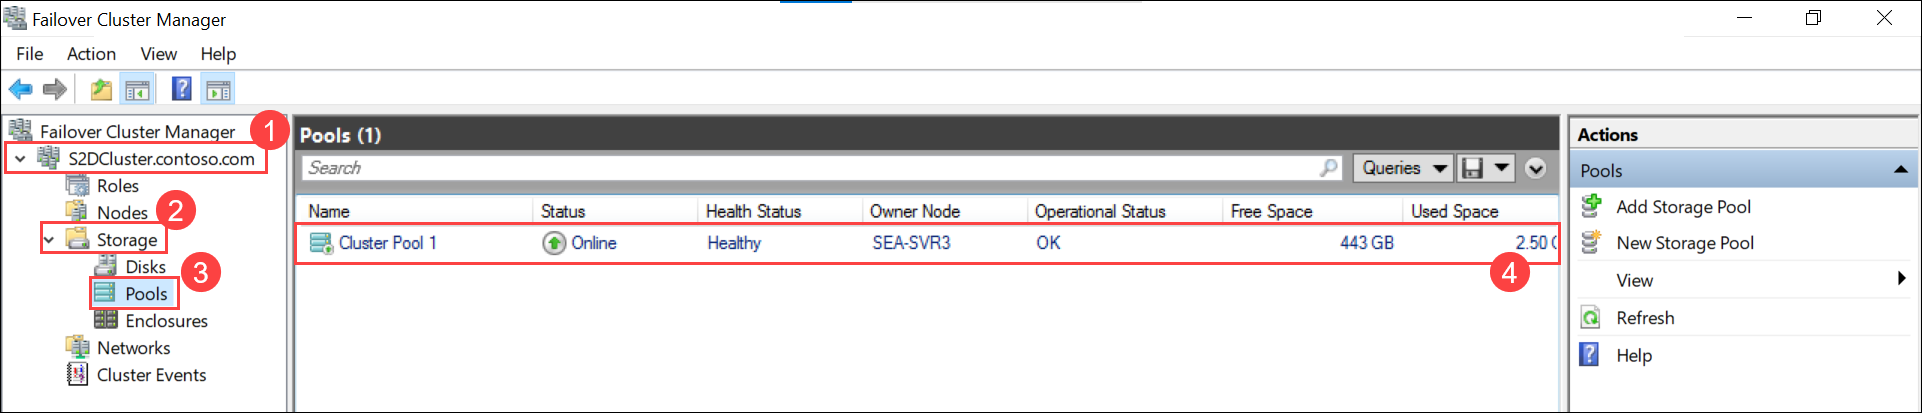 Failover Cluster Manager
File Action View Help
Failover Cluster Manager 1
S2DCluster.contoso.com
Roles
Nodes 2
Storage
Disks 3
Pools
Enclosures
Networks
Cluster Events
Pools (1)
Search Queries
Name Status Health Status Owner Node Operational Status Free Space Used Space
Cluster Pool 1 Online Healthy SEA-SVR3 OK 443 GB 2.50
4
Actions
Pools
Add Storage Pool
New Storage Pool
View
Refresh
Help